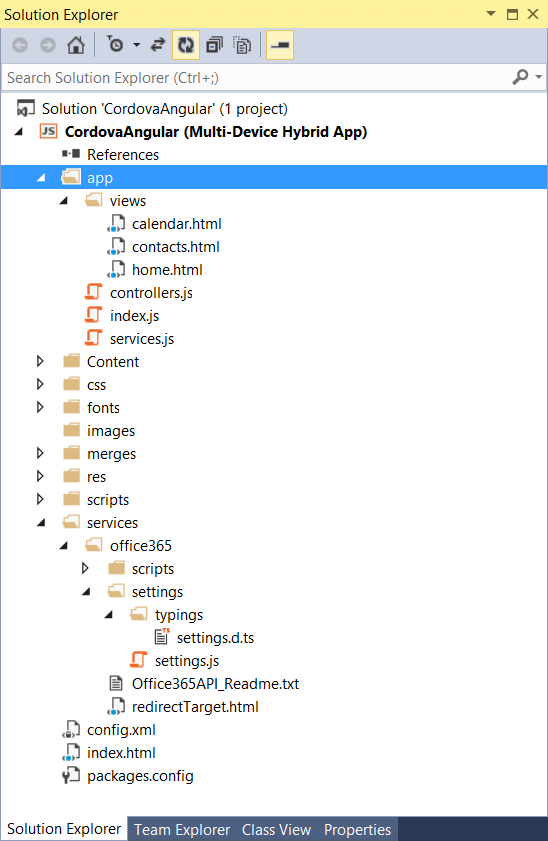 Solution Explorer
Search Solution Explorer (Ctrl+;)
Solution 'CordovaAngular' (1 project)
JS CordovaAngular (Multi-Device Hybrid App)
References
app
views
calendar.html
contacts.html
home.html
controllers.js
index.js
services.js
Content
css
fonts
images
merges
res
scripts
services
office365
scripts
settings
typings
TS settings.d.ts
settings.js
Office365API_Readme.txt
redirectTarget.html
config.xml
index.html
packages.config
Solution Explorer Team Explorer Class View Properties